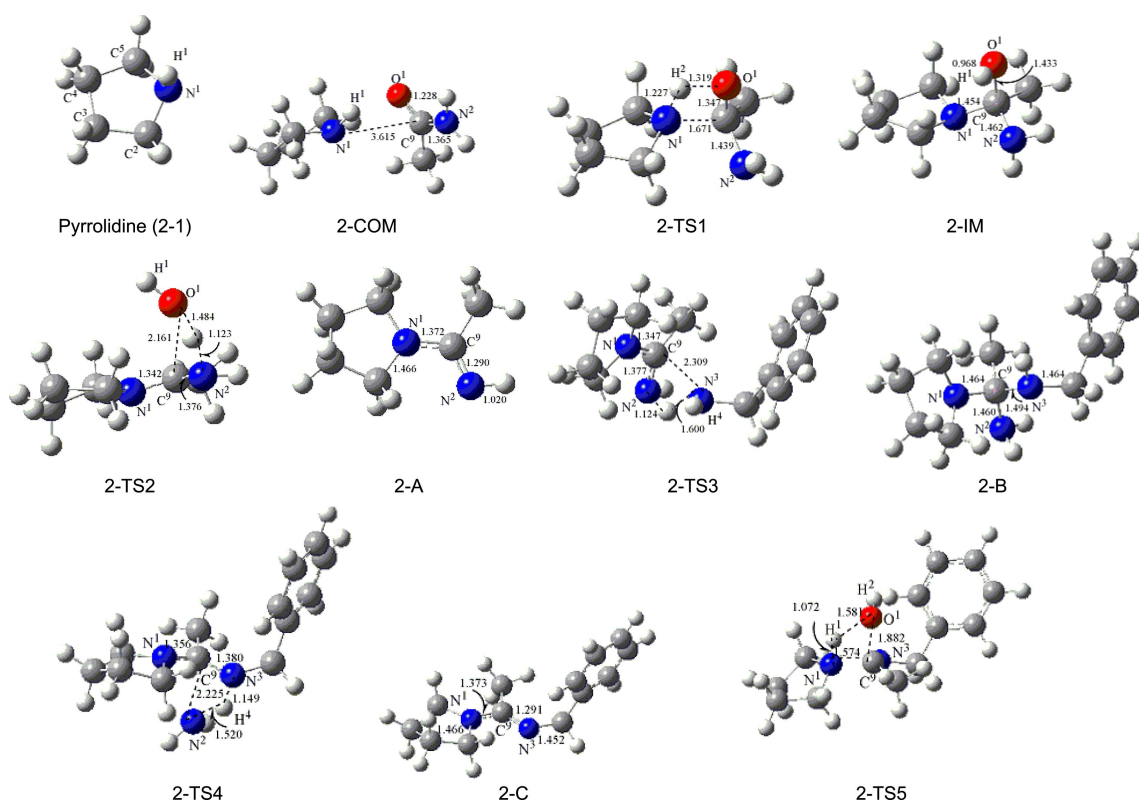 C⁵
H¹
C⁴
N¹
C³
C²
Pyrrolidine (2-1)
O¹
1.228
H¹
N²
3.615
C⁹
1.365
N¹
2-COM
H²
1.319
O¹
1.227
1.347
1.671
N¹
C⁹
1.439
N²
2-TS1
O¹
0.968
1.433
H¹
1.454
C⁹
N¹
1.462
N²
2-IM
H¹
O¹
1.484
2.161
1.123
1.342
N¹
C⁹
N²
1.376
2-TS2
N¹
1.372
C⁹
1.290
1.466
N²
1.020
2-A
1.347
N¹
C⁹
2.309
1.377
N³
N²
H⁴
1.124
1.600
2-TS3
C⁹
1.464
1.464
N¹
1.460
1.494
N³
N²
2-B
N¹
1.356
1.380
C⁹
N³
2.225
1.149
H⁴
N²
1.520
2-TS4
1.373
N¹
1.291
1.466
C⁹
N³
1.452
2-C
H²
1.072
1.581
O¹
H¹
1.882
1.574
N³
N¹
C⁹
2-TS5